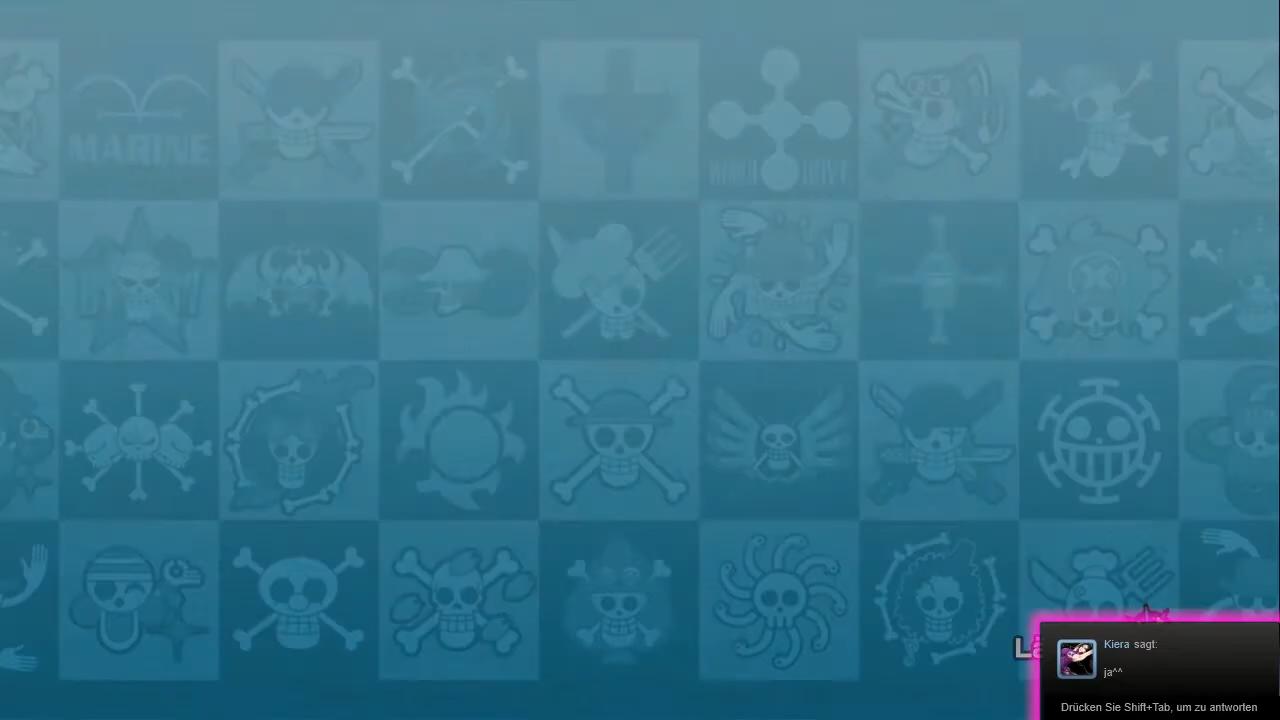 MARINE
Kiera sagt:
ja^^
Drücken Sie Shift+Tab, um zu antworten